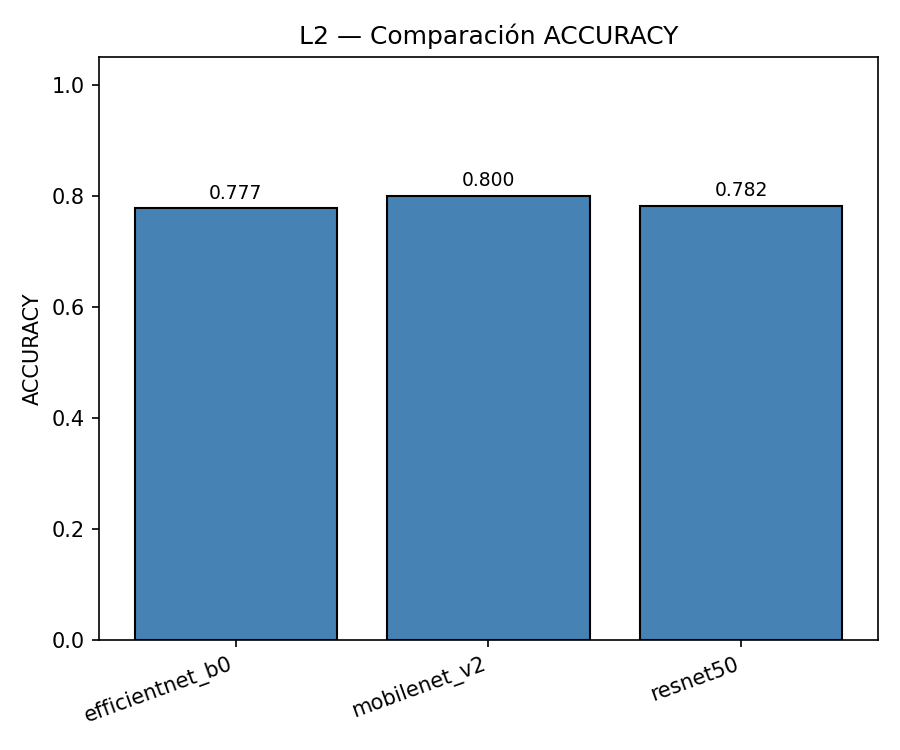 L2 — Comparación ACCURACY
ACCURACY
1.0
0.8
0.6
0.4
0.2
0.0
0.777
0.800
0.782
efficientnet_b0
mobilenet_v2
resnet50